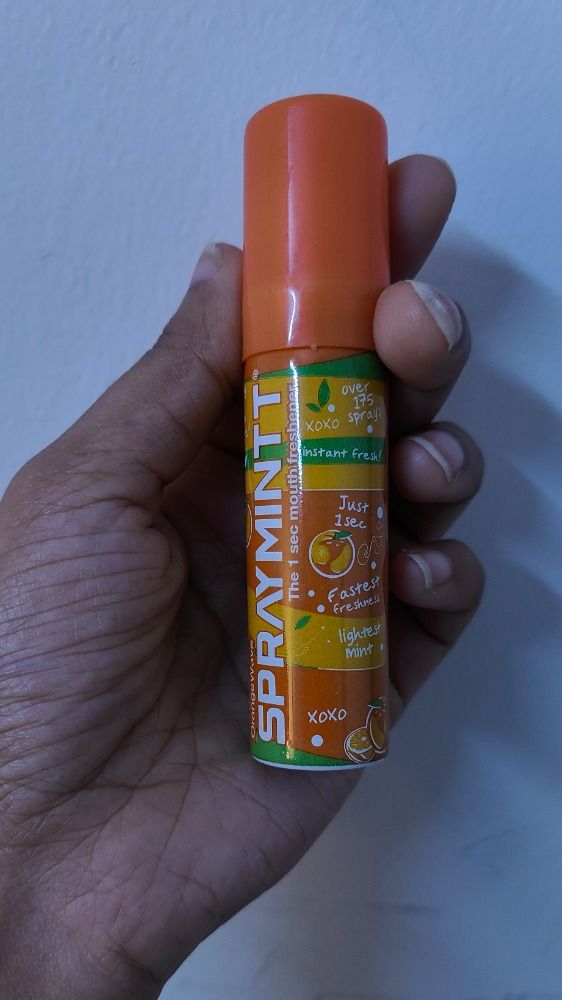 OrangeWave
SPRAYMINTT®
The 1 sec mouth freshener
over
175
sprays
XOXO
instant fresh!
Just
1sec
Fastest
freshness
lightest
mint
XOXO